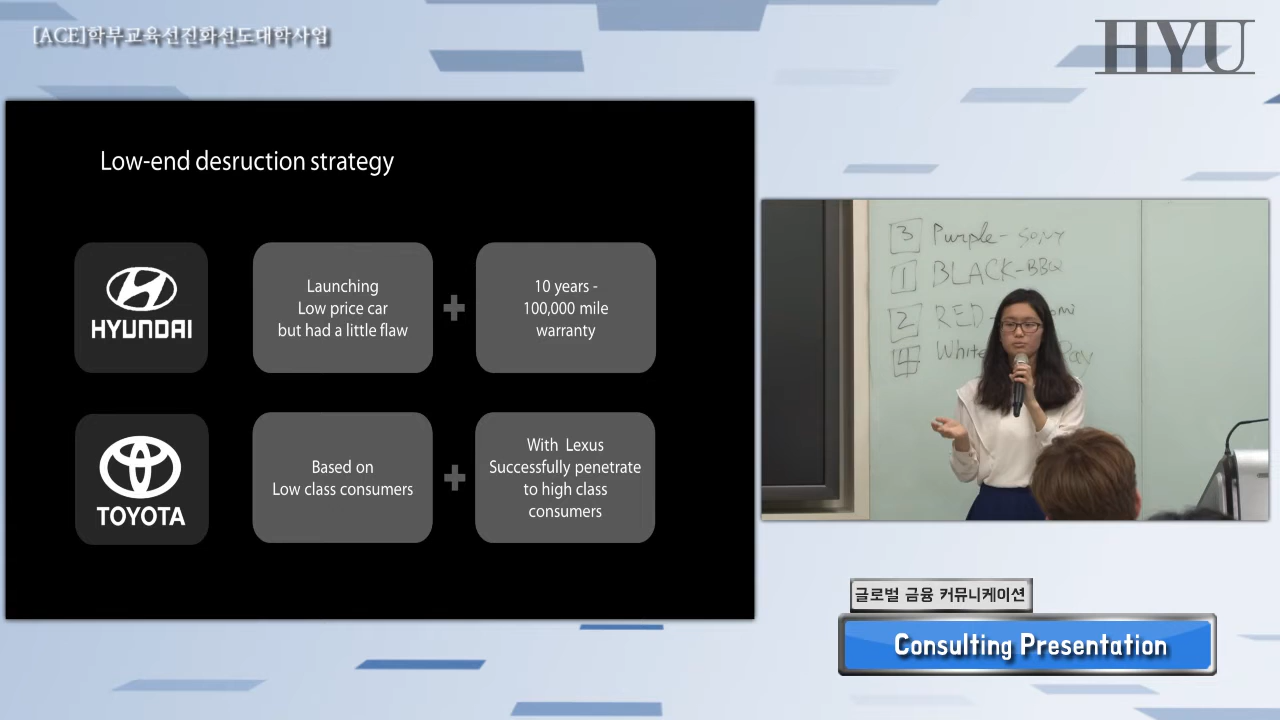 [ACE]학부교육선진화선도대학사업
HYU
Low-end desruction strategy
HYUNDAI
Launching
Low price car
but had a little flaw
10 years -
100,000 mile
warranty
TOYOTA
Based on
Low class consumers
With Lexus
Successfully penetrate
to high class
consumers
3 Purple- SONY
1 BLACK-BBQ
2 RED
4 White
글로벌 금융 커뮤니케이션
Consulting Presentation